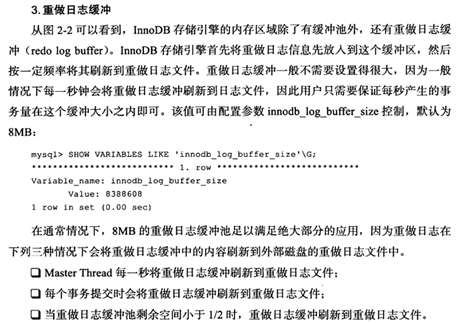 3.重做日志缓冲
从图 2-2 可以看到，InnoDB 存储引擎的内存区域除了有缓冲池外，还有重做日志缓
冲（redo log buffer）。InnoDB 存储引擎首先将重做日志信息先放入到这个缓冲区，然后
按一定频率将其刷新到重做日志文件。重做日志缓冲一般不需要设置得很大，因为一般
情况下每一秒钟会将重做日志缓冲刷新到日志文件，因此用户只需要保证每秒产生的事
务量在这个缓冲大小之内即可。该值可由配置参数 innodb_log_buffer_size 控制，默认为
8MB：
mysql> SHOW VARIABLES LIKE 'innodb_log_buffer_size'\G;
*************************** 1. row ***************************
Variable_name: innodb_log_buffer_size
Value: 8388608
1 row in set (0.00 sec)
在通常情况下，8MB 的重做日志缓冲池足以满足绝大部分的应用，因为重做日志在
下列三种情况下会将重做日志缓冲中的内容刷新到外部磁盘的重做日志文件中。
❑ Master Thread 每一秒将重做日志缓冲刷新到重做日志文件；
❑ 每个事务提交时会将重做日志缓冲刷新到重做日志文件；
❑ 当重做日志缓冲池剩余空间小于 1/2 时，重做日志缓冲刷新到重做日志文件。